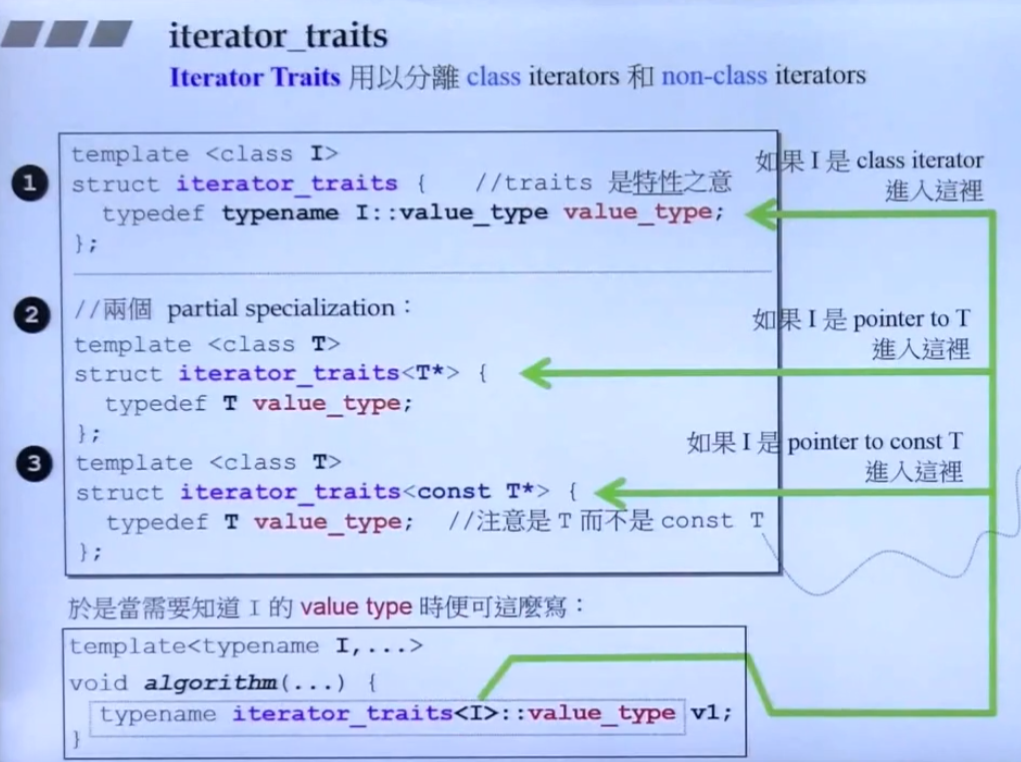 iterator_traits
Iterator Traits 用以分離 class iterators 和 non-class iterators
1
template <class I>
struct iterator_traits { //traits 是特性之意
typedef typename I::value_type value_type;
};
如果 I 是 class iterator
進入這裡
2
//兩個 partial specialization：
template <class T>
struct iterator_traits<T*> {
typedef T value_type;
};
如果 I 是 pointer to T
進入這裡
3
template <class T>
struct iterator_traits<const T*> {
typedef T value_type; //注意是 T 而不是 const T
};
如果 I 是 pointer to const T
進入這裡
於是當需要知道 I 的 value type 時便可這麼寫：
template<typename I,...>
void algorithm(...) {
typename iterator_traits<I>::value_type v1;
}